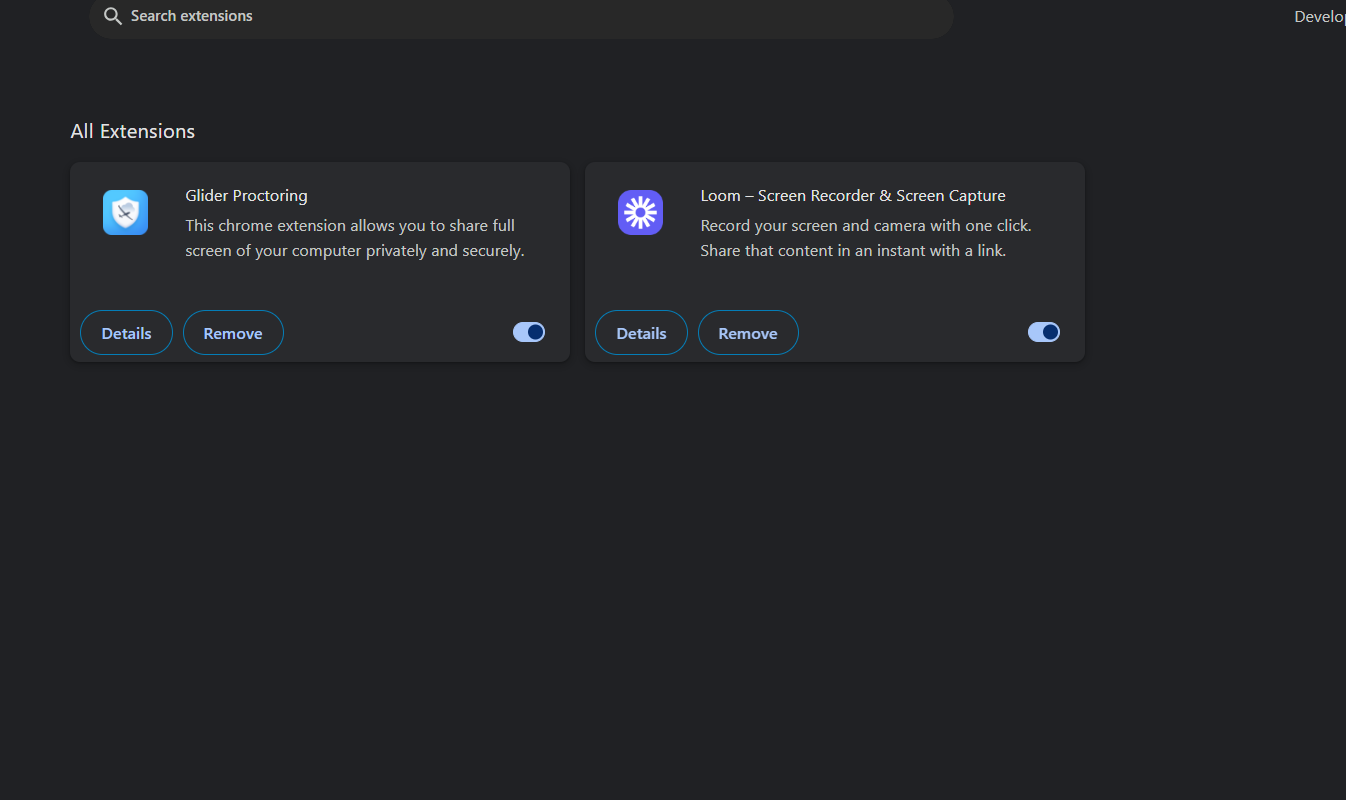 Search extensions
Develop
All Extensions
Glider Proctoring
This chrome extension allows you to share full
screen of your computer privately and securely.
Details
Remove
Loom – Screen Recorder & Screen Capture
Record your screen and camera with one click.
Share that content in an instant with a link.
Details
Remove